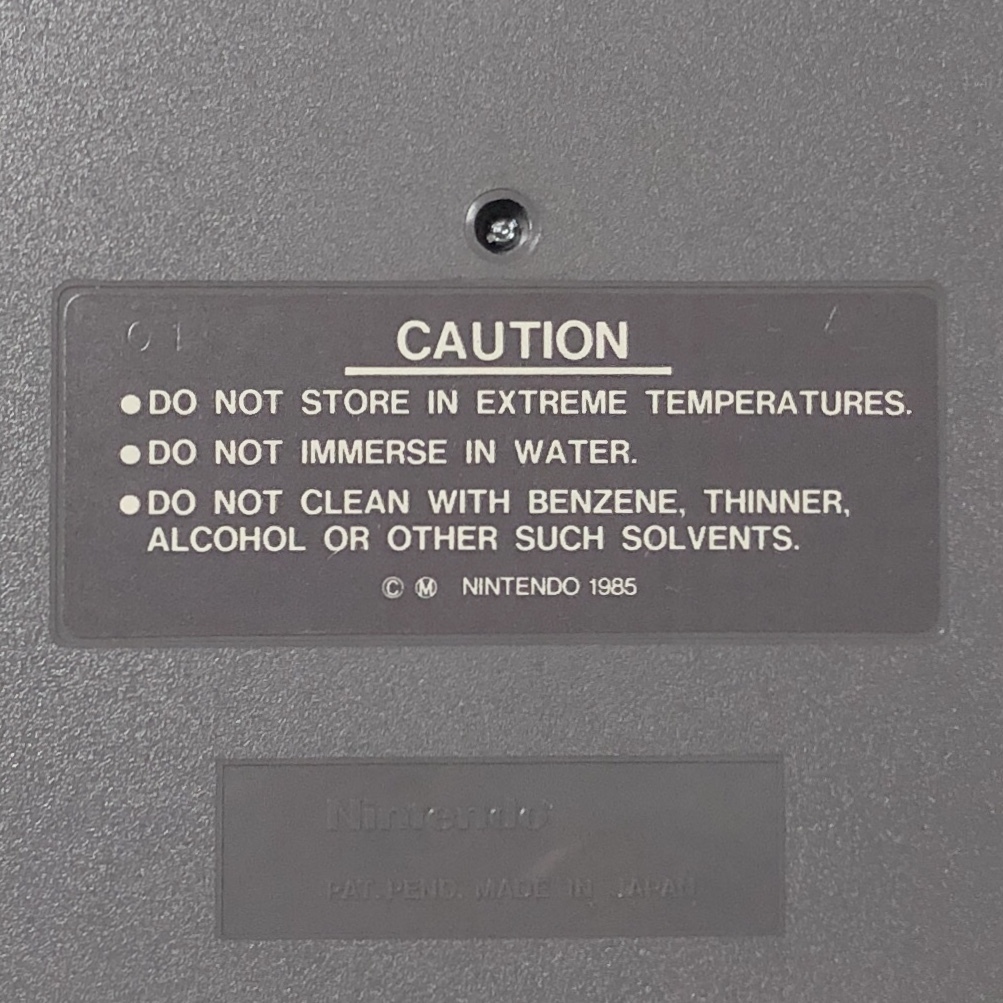 01
CAUTION
●DO NOT STORE IN EXTREME TEMPERATURES.
●DO NOT IMMERSE IN WATER.
●DO NOT CLEAN WITH BENZENE, THINNER,
ALCOHOL OR OTHER SUCH SOLVENTS.
© Ⓜ NINTENDO 1985
Nintendo
PAT. PEND. MADE IN JAPAN